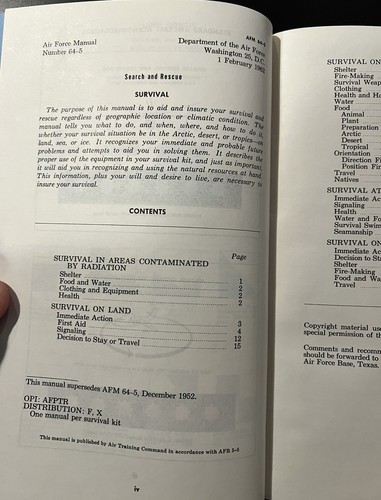 AFM 64-5
Air Force Manual
Number 64-5
Department of the Air Force
Washington 25, D.C.
1 February
Search and Rescue
SURVIVAL
The purpose of this manual is to aid and insure your survival and
rescue regardless of geographic location or climatic condition. The
manual tells you what to do, and when, where, and how to do it
whether your survival situation be in the Arctic, desert, or tropics—on
land, sea, or ice. It recognizes your immediate and probable future
problems and attempts to aid you in solving them. It describes the
proper use of the equipment in your survival kit, and just as important
it will aid you in recognizing and using the natural resources at hand.
This information, plus your will and desire to live, are necessary to
insure your survival.
CONTENTS
Page
SURVIVAL IN AREAS CONTAMINATED
BY RADIATION
Shelter 1
Food and Water 2
Clothing and Equipment 2
Health 2
SURVIVAL ON LAND
Immediate Action 3
First Aid 4
Signaling 12
Decision to Stay or Travel 15
This manual supersedes AFM 64-5, December 1952.
OPI: AFPTR
DISTRIBUTION: F, X
One manual per survival kit
This manual is published by Air Training Command in accordance with AFR 5-5
iv
SURVIVAL ON
Shelter
Fire-Making
Survival Weap
Clothing
Health and Ha
Water
Food
Animal
Plant
Preparation
Arctic
Desert
Tropical
Orientation
Direction Fi
Position Fin
Travel
Natives
SURVIVAL AT
Immediate Ac
Signaling
Health
Water and Fo
Survival Swim
Seamanship
SURVIVAL ON
Immediate Ac
Decision to Sta
Shelter
Fire-Making
Food and Wa
Travel
Copyright material use
special permission of th
Comments and recomm
should be forwarded to
Air Force Base, Texas.